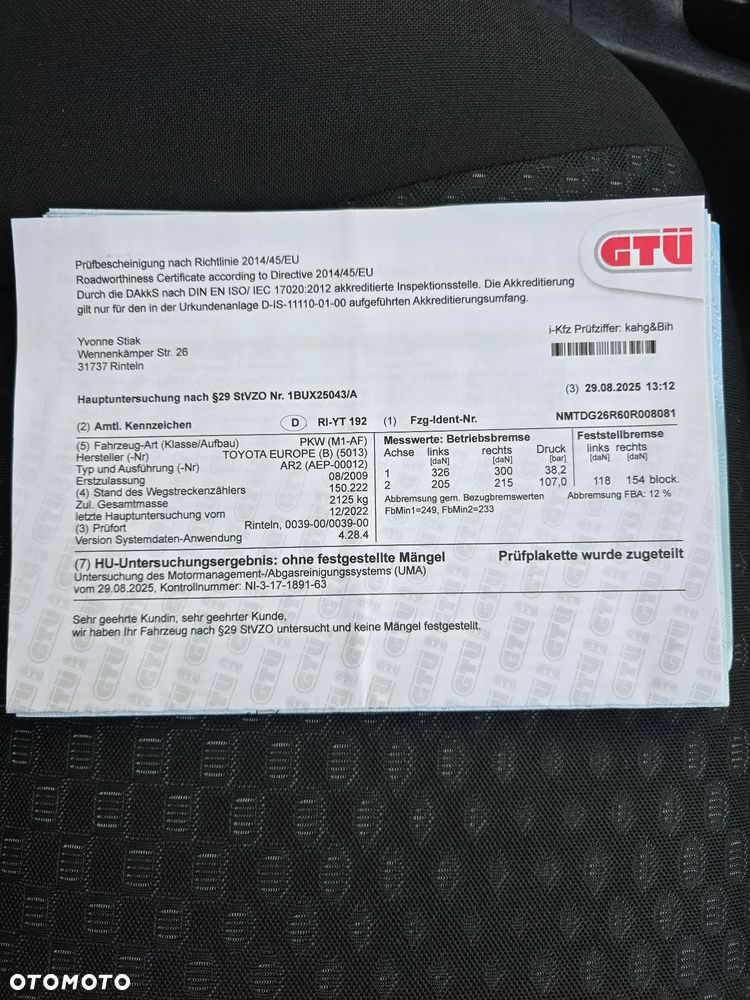 GTÜ
Prüfbescheinigung nach Richtlinie 2014/45/EU
Roadworthiness Certificate according to Directive 2014/45/EU
Durch die DAkkS nach DIN EN ISO/ IEC 17020:2012 akkreditierte Inspektionsstelle. Die Akkreditierung
gilt nur für den in der Urkundenanlage D-IS-11110-01-00 aufgeführten Akkreditierungsumfang.
i-Kfz Prüfziffer: kahg&Bih
Yvonne Stiak
Wennenkämper Str. 26
31737 Rinteln
Hauptuntersuchung nach §29 StVZO Nr. 1BUX25043/A (3) 29.08.2025 13:12
(2) Amtl. Kennzeichen D RI-YT 192 (1) Fzg-Ident-Nr. NMTDG26R60R008081
(5) Fahrzeug-Art (Klasse/Aufbau) PKW (M1-AF)
Hersteller (-Nr) TOYOTA EUROPE (B) (5013)
Typ und Ausführung (-Nr) AR2 (AEP-00012)
Erstzulassung 08/2009
(4) Stand des Wegstreckenzählers 150.222
Zul. Gesamtmasse 2125 kg
letzte Hauptuntersuchung vom 12/2022
(3) Prüfort Rinteln, 0039-00/0039-00
Version Systemdaten-Anwendung 4.28.4
Messwerte: Betriebsbremse
Achse links rechts Druck
[daN] [daN] [bar]
1 326 300 38,2
2 205 215 107,0
Abbremsung gem. Bezugbremswerten
FbMin1=249, FbMin2=233
Feststellbremse
links rechts
[daN] [daN]
118 154 block.
Abbremsung FBA: 12 %
(7) HU-Untersuchungsergebnis: ohne festgestellte Mängel Prüfplakette wurde zugeteilt
Untersuchung des Motormanagement-/Abgasreinigungssystems (UMA)
vom 29.08.2025, Kontrollnummer: NI-3-17-1891-63
Sehr geehrte Kundin, sehr geehrter Kunde,
wir haben Ihr Fahrzeug nach §29 StVZO untersucht und keine Mängel festgestellt.
OTOMOTO